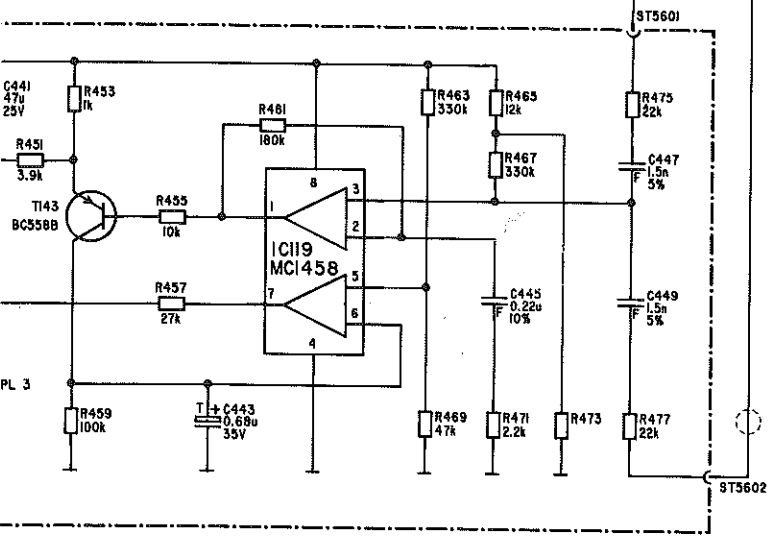 ST5601
C441
47u
25V
R453
1k
R463
330k
R465
12k
R475
22k
R461
180k
R451
3.9k
R467
330k
C447
1.5n
F
5%
8
T143
BC558B
R455
10k
1
3
2
IC119
MC1458
R457
27k
7
5
6
4
C445
0.22u
F
10%
C449
1.5n
F
5%
PL 3
R459
100k
T +
C443
0.68u
35V
R469
47k
R471
2.2k
R473
R477
22k
ST5602